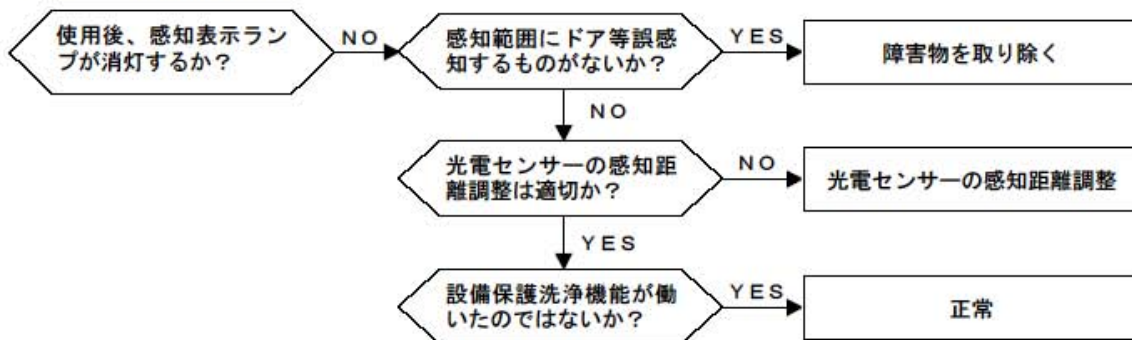 使用後、感知表示ラン
プが消灯するか？
NO
感知範囲にドア等誤感
知するものがないか？
YES
障害物を取り除く
NO
光電センサーの感知距
離調整は適切か？
NO
光電センサーの感知距離調整
YES
設備保護洗浄機能が働
いたのではないか？
YES
正常